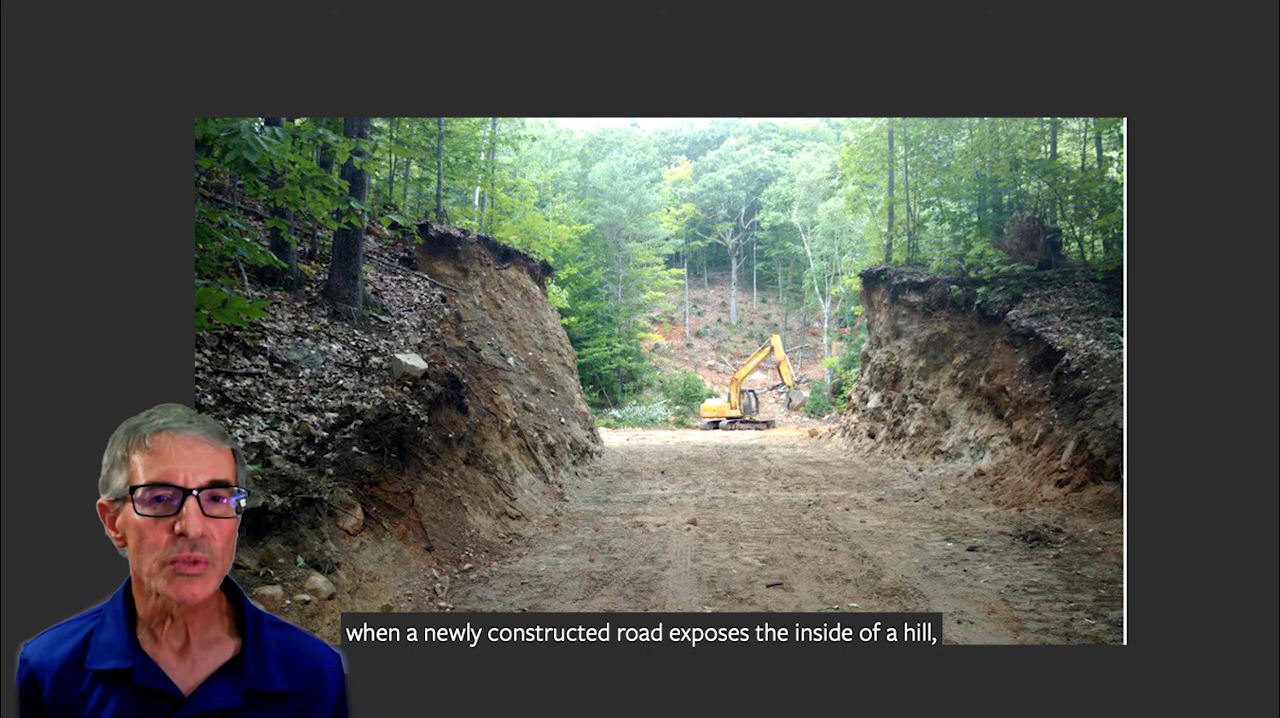 when a newly constructed road exposes the inside of a hill,